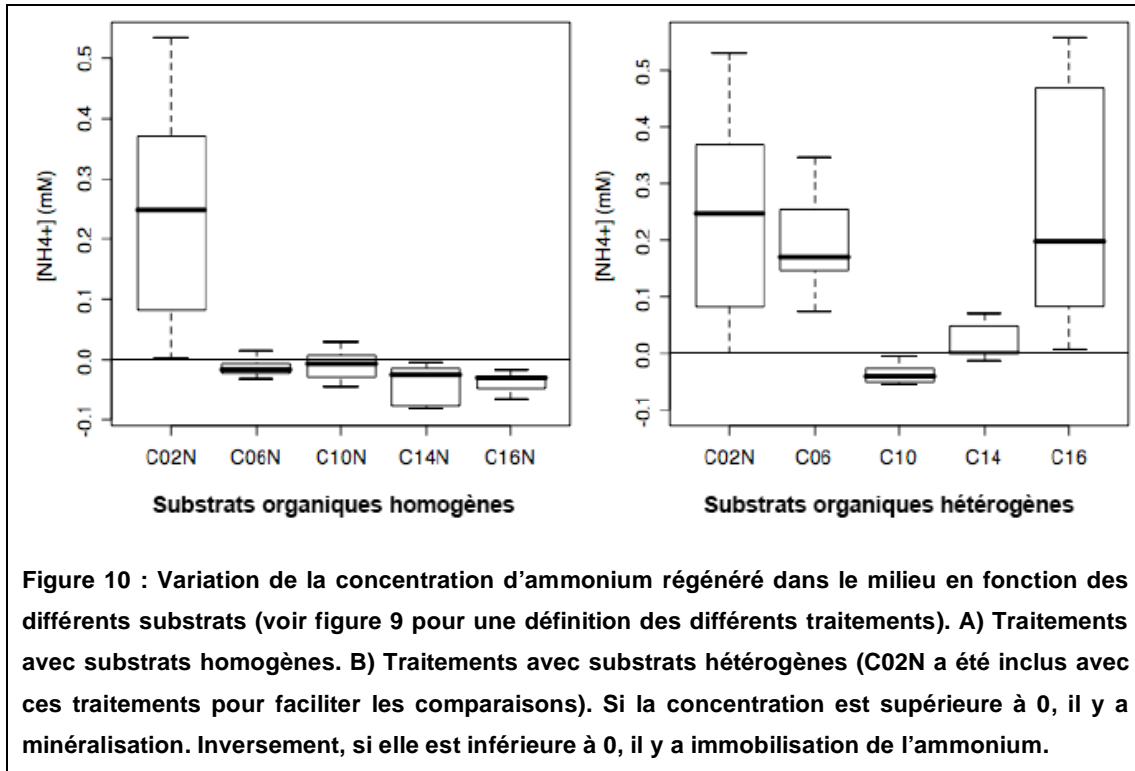 [NH4+] (mM)
0.5
0.4
0.3
0.2
0.1
0.0
-0.1
C02N C06N C10N C14N C16N
Substrats organiques homogènes
[NH4+] (mM)
0.5
0.4
0.3
0.2
0.1
0.0
-0.1
C02N C06 C10 C14 C16
Substrats organiques hétérogènes
Figure 10 : Variation de la concentration d’ammonium régénéré dans le milieu en fonction des
différents substrats (voir figure 9 pour une définition des différents traitements). A) Traitements
avec substrats homogènes. B) Traitements avec substrats hétérogènes (C02N a été inclus avec
ces traitements pour faciliter les comparaisons). Si la concentration est supérieure à 0, il y a
minéralisation. Inversement, si elle est inférieure à 0, il y a immobilisation de l’ammonium.